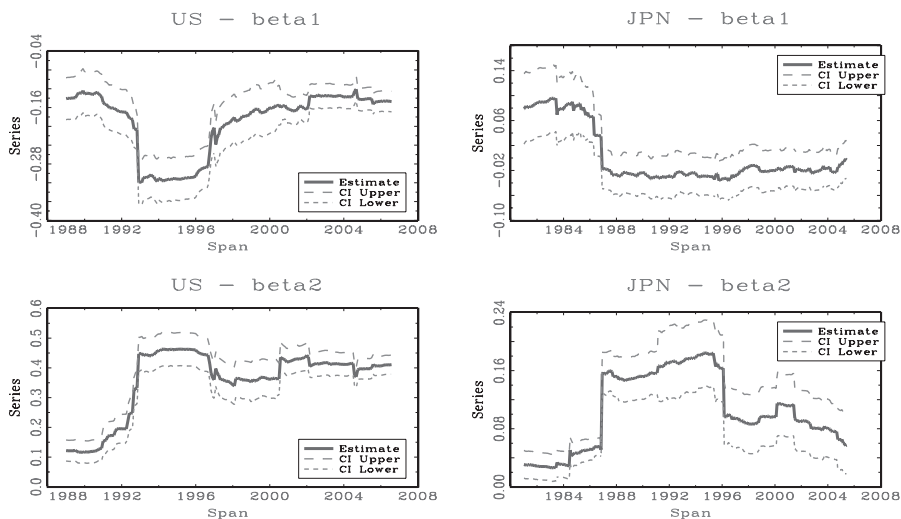 US − beta1
JPN − beta1
Series
−0.04
−0.16
−0.28
−0.40
Estimate
CI Upper
CI Lower
1988 1992 1996 2000 2004 2008
Span
Series
0.14
0.06
−0.02
−0.10
Estimate
CI Upper
CI Lower
1984 1988 1992 1996 2000 2004 2008
Span
US − beta2
JPN − beta2
Series
0.6
0.5
0.4
0.3
0.2
0.1
0.0
Estimate
CI Upper
CI Lower
1988 1992 1996 2000 2004 2008
Span
Series
0.24
0.16
0.08
0.00
Estimate
CI Upper
CI Lower
1984 1988 1992 1996 2000 2004 2008
Span